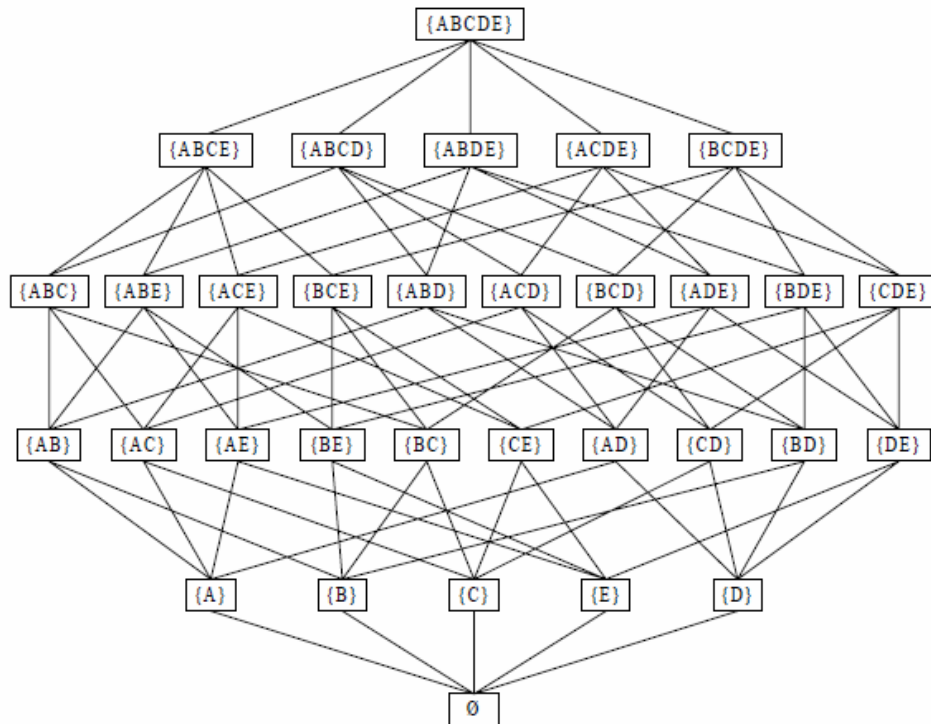 {ABCDE}
{ABCE} {ABCD} {ABDE} {ACDE} {BCDE}
{ABC} {ABE} {ACE} {BCE} {ABD} {ACD} {BCD} {ADE} {BDE} {CDE}
{AB} {AC} {AE} {BE} {BC} {CE} {AD} {CD} {BD} {DE}
{A} {B} {C} {E} {D}
Ø